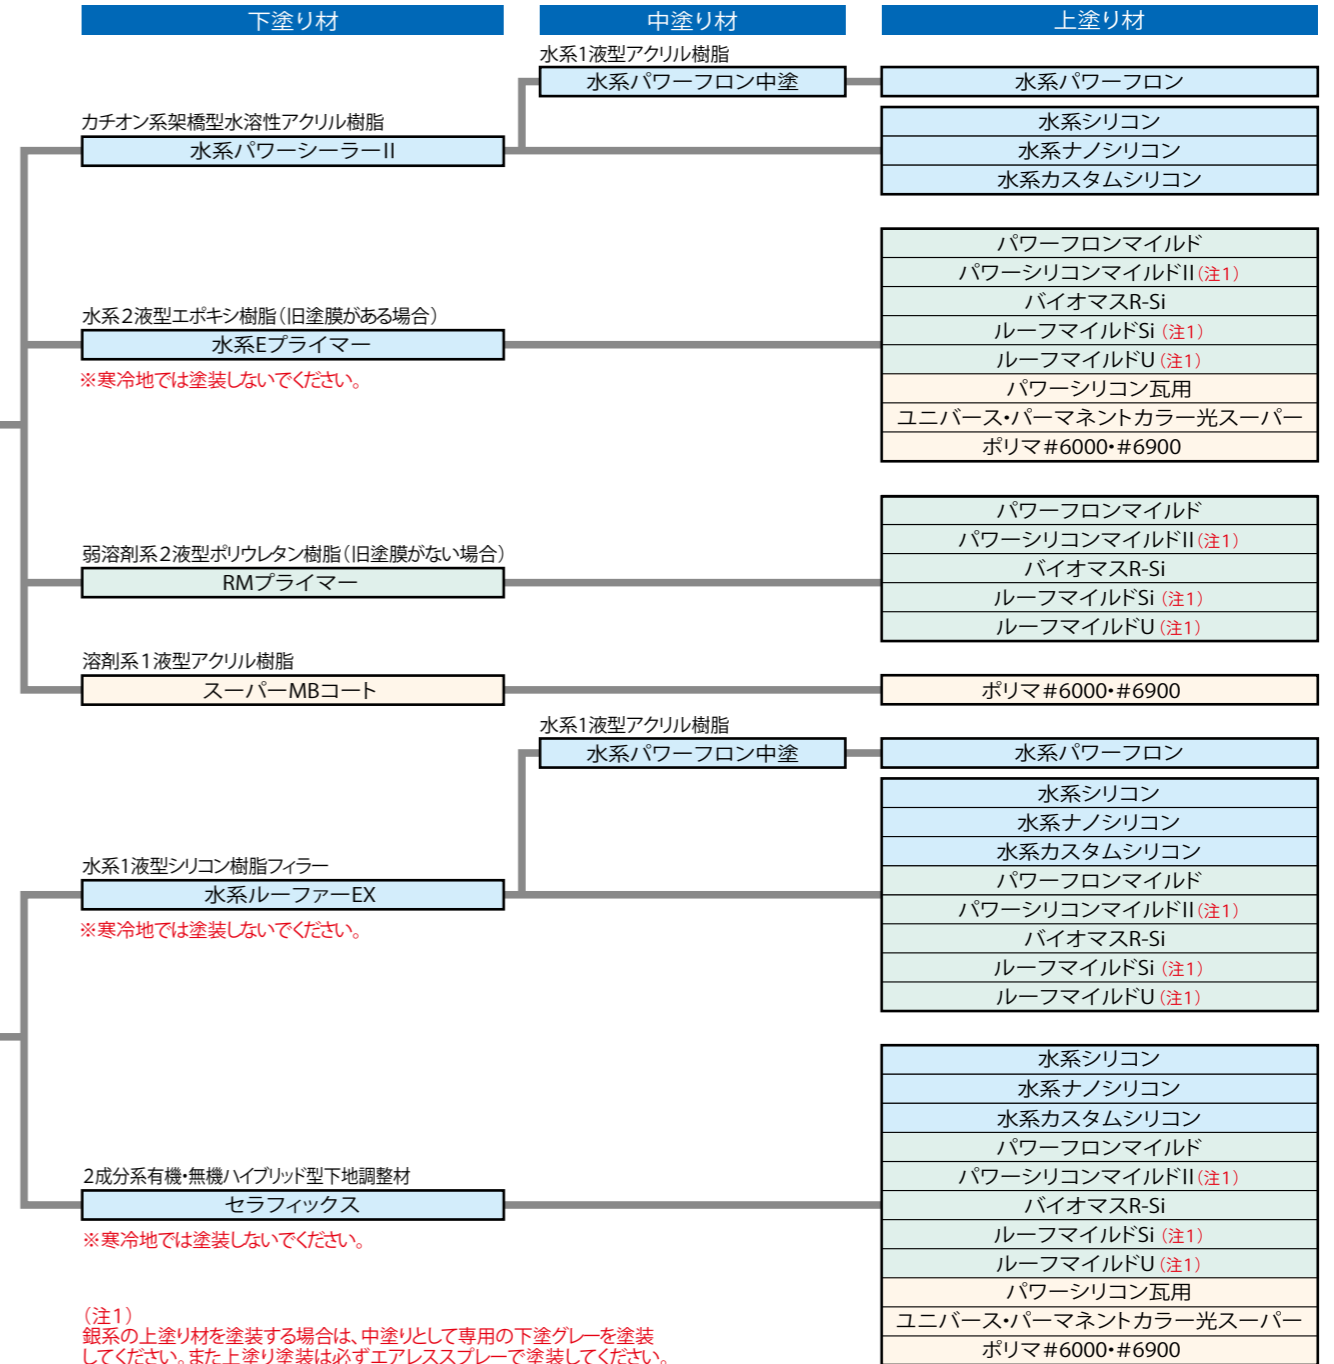 下塗り材
中塗り材
上塗り材
水系1液型アクリル樹脂
水系パワーフロン中塗
水系パワーフロン
カチオン系架橋型水溶性アクリル樹脂
水系パワーシーラーII
水系シリコン
水系ナノシリコン
水系カスタムシリコン
水系2液型エポキシ樹脂（旧塗膜がある場合）
水系Eプライマー
※寒冷地では塗装しないでください。
パワーフロンマイルド
パワーシリコンマイルドII（注1）
バイオマスR-Si
ルーフマイルドSi（注1）
ルーフマイルドU（注1）
パワーシリコン瓦用
ユニバース・パーマネントカラー光スーパー
ポリマ＃6000・＃6900
弱溶剤系2液型ポリウレタン樹脂（旧塗膜がない場合）
RMプライマー
パワーフロンマイルド
パワーシリコンマイルドII（注1）
バイオマスR-Si
ルーフマイルドSi（注1）
ルーフマイルドU（注1）
溶剤系1液型アクリル樹脂
スーパーMBコート
ポリマ＃6000・＃6900
水系1液型アクリル樹脂
水系パワーフロン中塗
水系パワーフロン
水系1液型シリコン樹脂フィラー
水系ルーファーEX
※寒冷地では塗装しないでください。
水系シリコン
水系ナノシリコン
水系カスタムシリコン
パワーフロンマイルド
パワーシリコンマイルドII（注1）
バイオマスR-Si
ルーフマイルドSi（注1）
ルーフマイルドU（注1）
2成分系有機・無機ハイブリッド型下地調整材
セラフィックス
※寒冷地では塗装しないでください。
水系シリコン
水系ナノシリコン
水系カスタムシリコン
パワーフロンマイルド
パワーシリコンマイルドII（注1）
バイオマスR-Si
ルーフマイルドSi（注1）
ルーフマイルドU（注1）
パワーシリコン瓦用
ユニバース・パーマネントカラー光スーパー
ポリマ＃6000・＃6900
（注1）
銀系の上塗り材を塗装する場合は、中塗りとして専用の下塗グレーを塗装
してください。また上塗り塗装は必ずエアレススプレーで塗装してください。